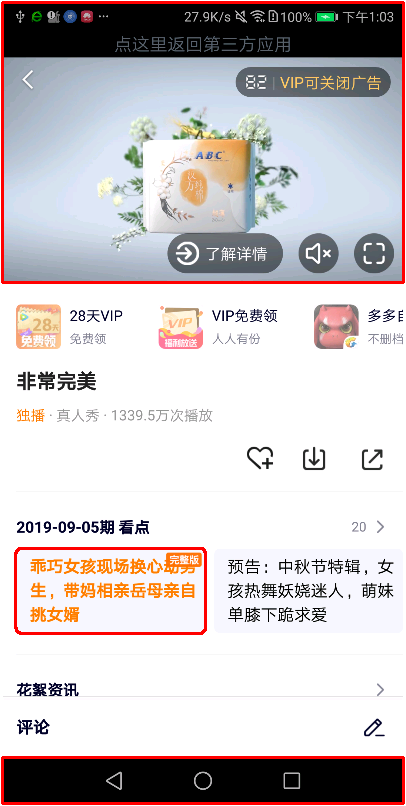 27.9K/s 100% 下午1:03
点这里返回第三方应用
82 VIP可关闭广告
ABC
汉方
了解详情
28天 28天VIP VIP VIP免费领 多多自
免费领 免费领 福利放送 人人有份 不删档
非常完美
独播 · 真人秀 · 1339.5万次播放
2019-09-05期 看点 20
完整版
乖巧女孩现场换心动男
生，带妈相亲岳母亲自
挑女婿
预告：中秋节特辑，女
孩热舞妖娆迷人，萌妹
单膝下跪求爱
花絮资讯
评论